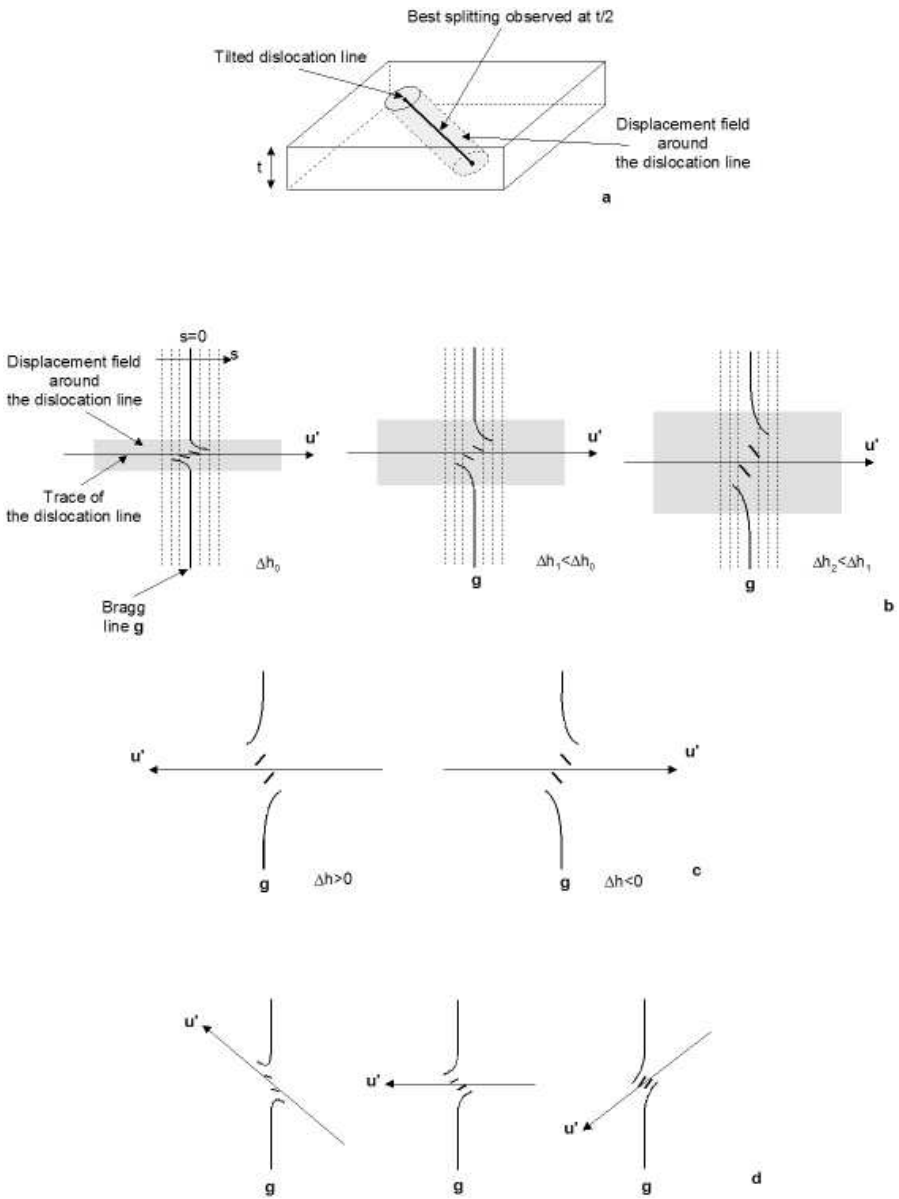 Best splitting observed at t/2
Tilted dislocation line
Displacement field
around
the dislocation line
t
a
s=0
s
Displacement field
around
the dislocation line
u'
Trace of
the dislocation line
Δh₀
Bragg
line g
u'
Δh₁<Δh₀
g
u'
Δh₂<Δh₁
g
b
u'
g
Δh>0
u'
g
Δh<0
c
u'
g
u'
g
u'
g
d